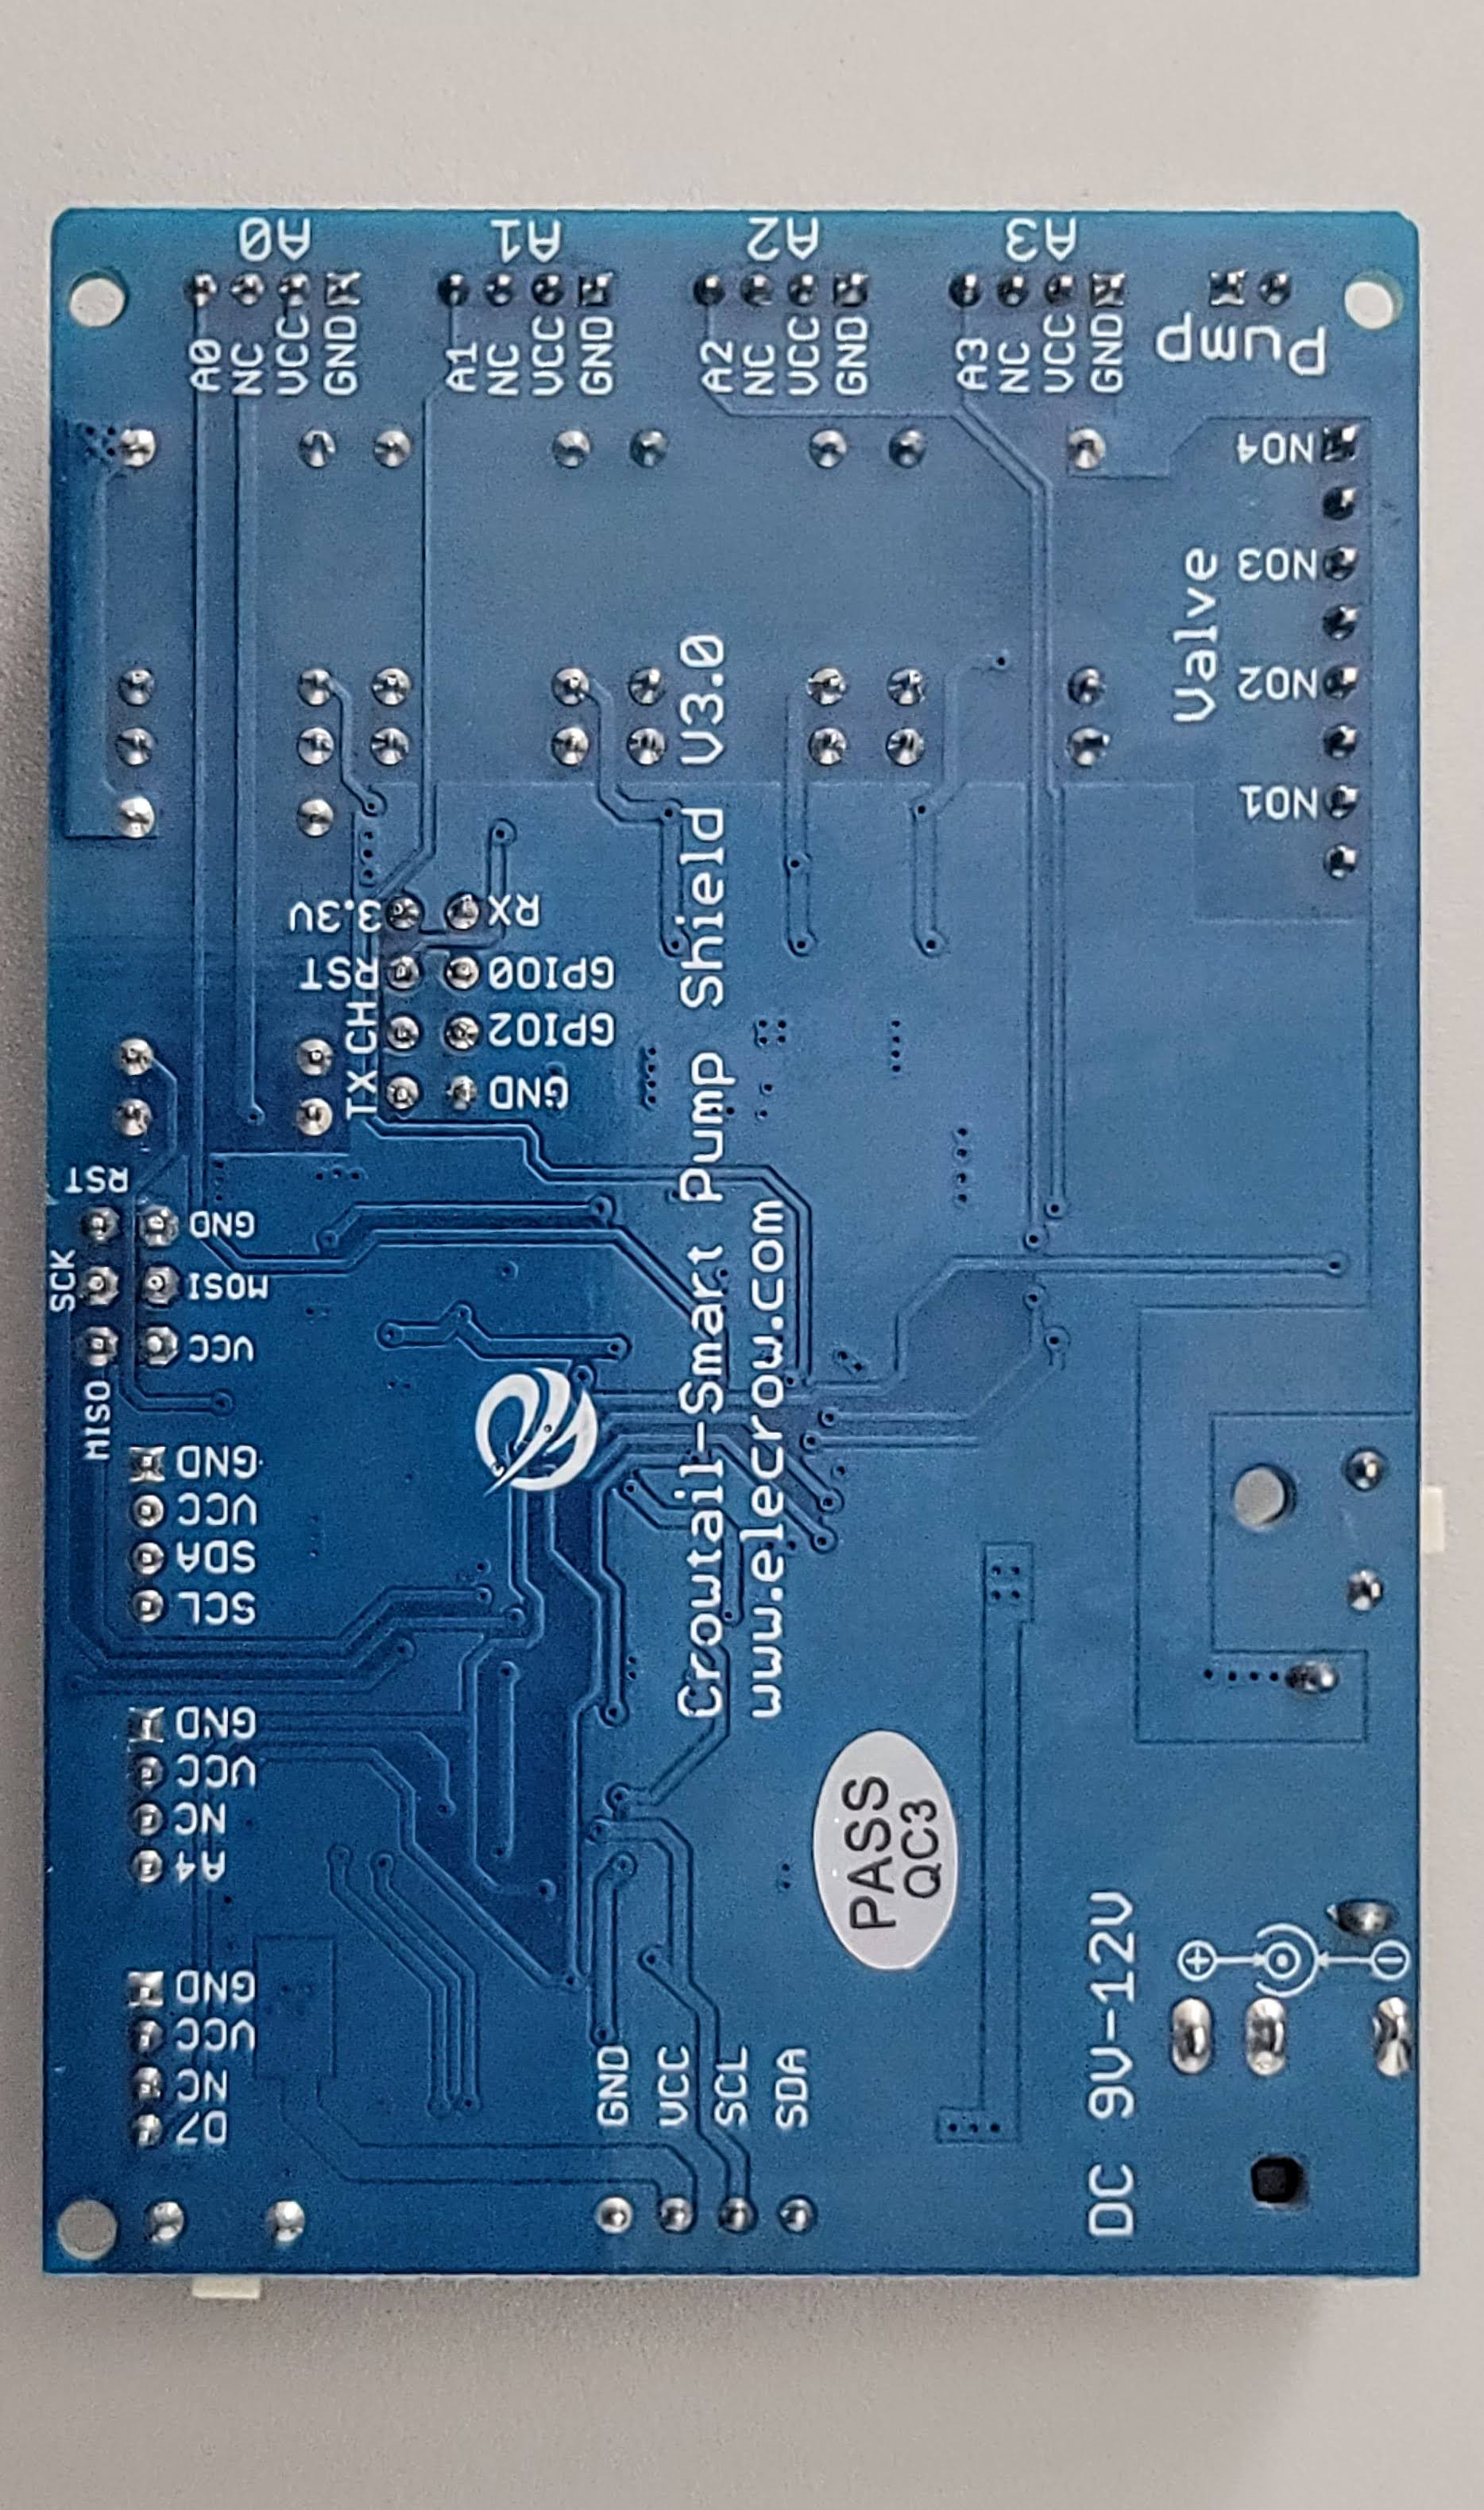 A0
A1
A2
A3
A0
NC
VCC
GND
A1
NC
VCC
GND
A2
NC
VCC
GND
A3
NC
VCC
GND
Pump
NO4
NO3
NO2
NO1
Valve
3.3V
RX
RST
GPIO0
CH
GPIO2
TX
GND
RST
GND
SCK
MOSI
VCC
MISO
Crowtail-Smart Pump Shield V3.0
www.elecrow.com
GND
VCC
SDA
SCL
GND
VCC
NC
A4
GND
VCC
NC
D7
PASS
QC3
GND
VCC
SCL
SDA
DC 9V-12V
+
-